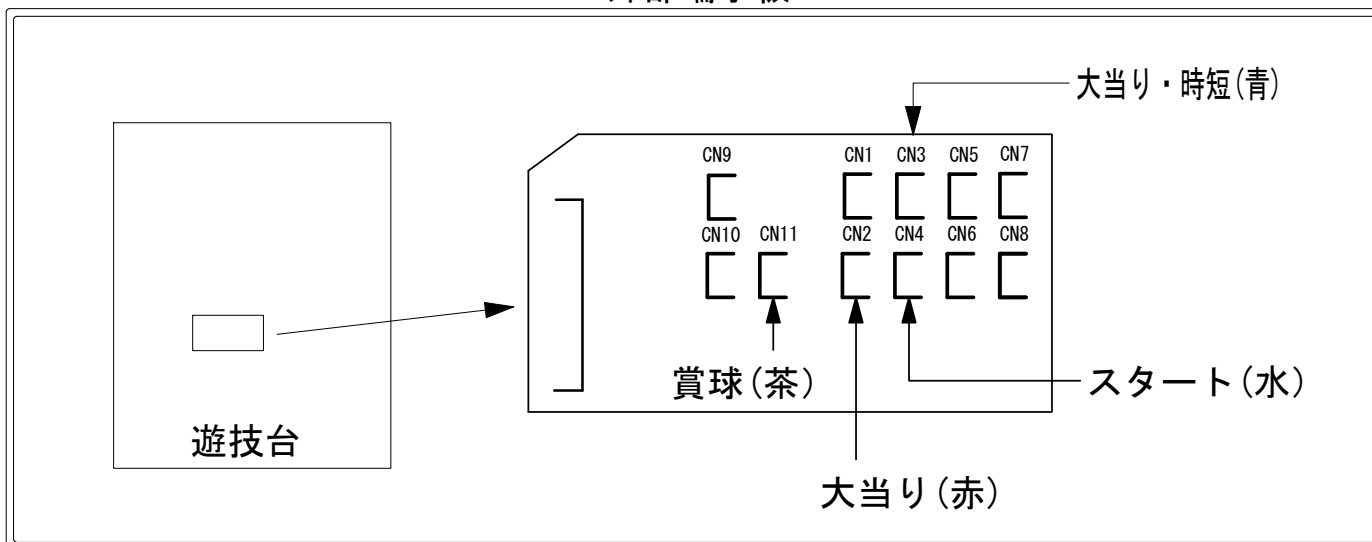 大当り・時短(青)
CN9 CN1 CN3 CN5 CN7
CN10 CN11 CN2 CN4 CN6 CN8
賞球(茶)
スタート(水)
遊技台
大当り(赤)